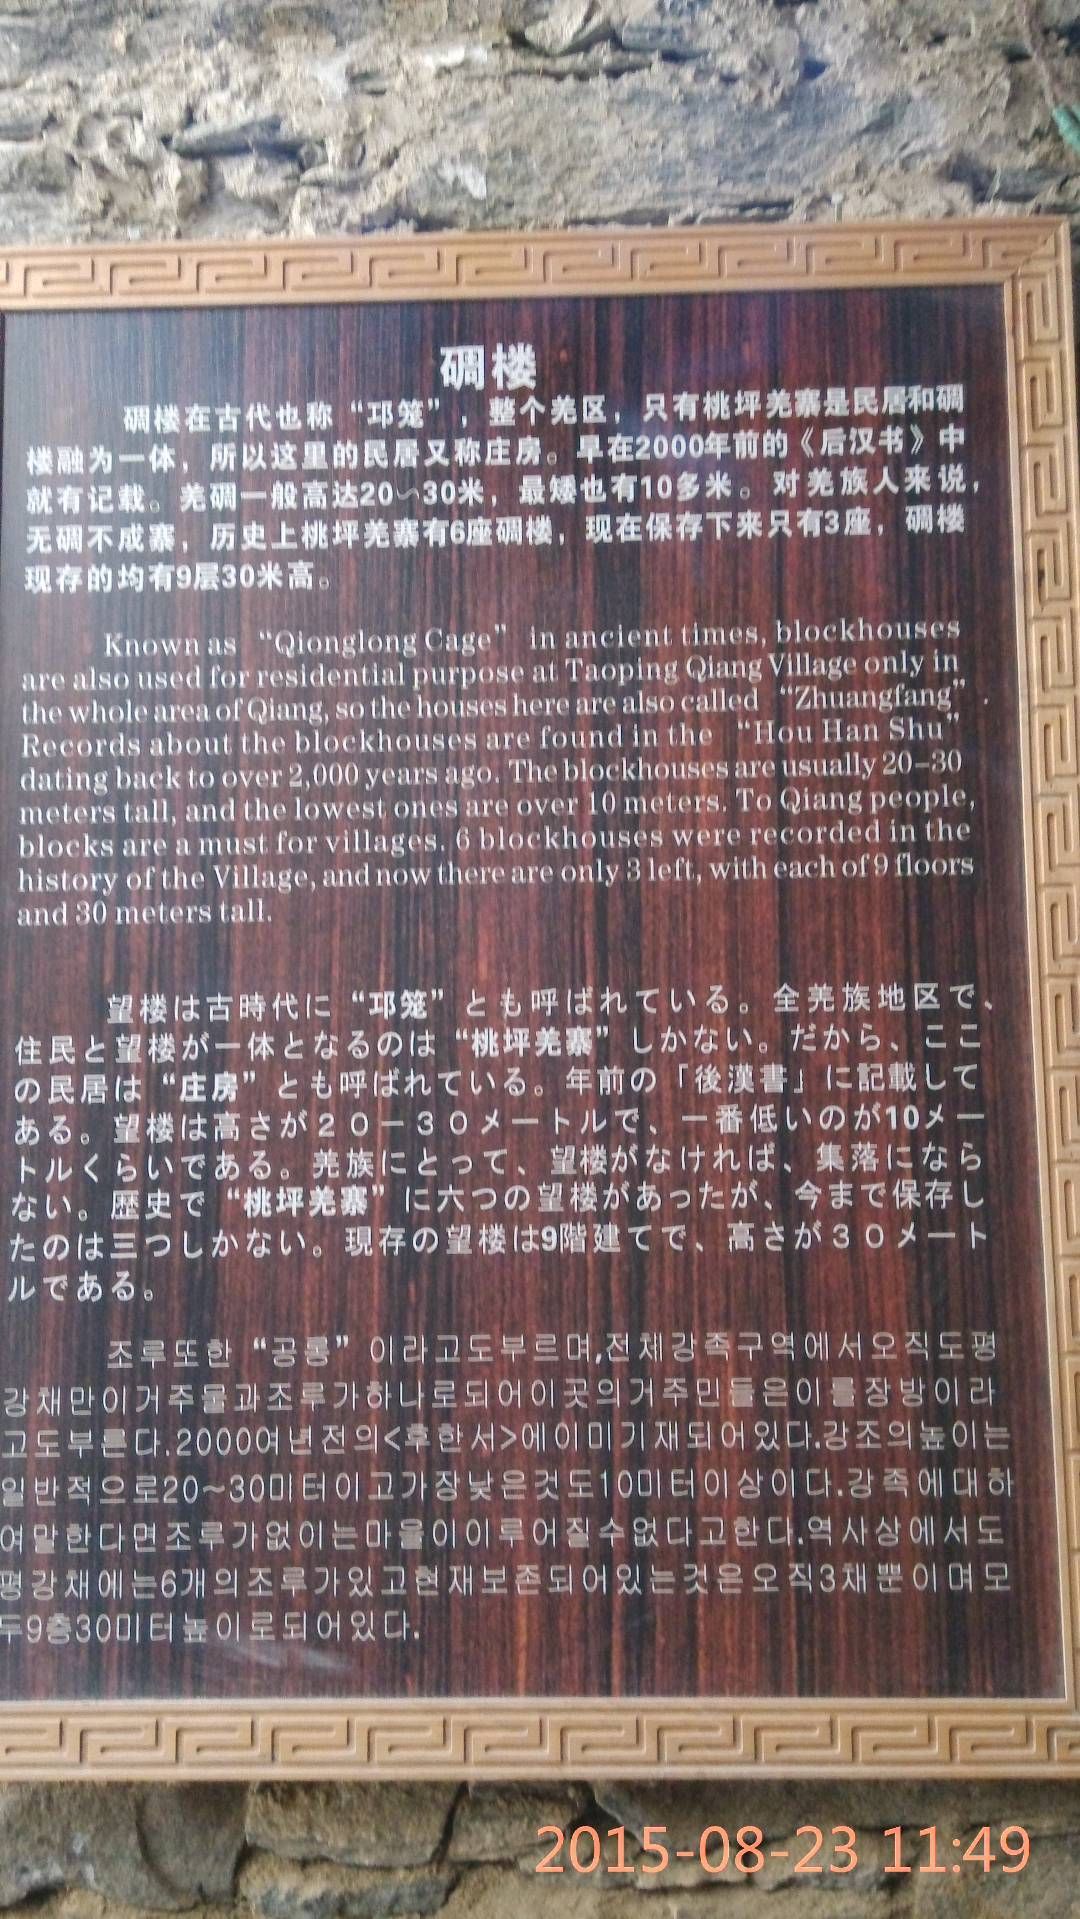 碉楼
碉楼在古代也称“邛笼”，整个羌区，只有桃坪羌寨是民居和碉
楼融为一体，所以这里的民居又称庄房。早在2000年前的《后汉书》中
就有记载。羌碉一般高达20～30米，最矮也有10多米。对羌族人来说，
无碉不成寨，历史上桃坪羌寨有6座碉楼，现在保存下来只有3座，碉楼
现存的均有9层30米高。
Known as “Qionglong Cage” in ancient times, blockhouses
are also used for residential purpose at Taoping Qiang Village only in
the whole area of Qiang, so the houses here are also called “Zhuangfang”.
Records about the blockhouses are found in the “Hou Han Shu”
dating back to over 2,000 years ago. The blockhouses are usually 20-30
meters tall, and the lowest ones are over 10 meters. To Qiang people,
blocks are a must for villages. 6 blockhouses were recorded in the
history of the Village, and now there are only 3 left, with each of 9 floors
and 30 meters tall.
望楼は古時代に“邛笼”とも呼ばれている。全羌族地区で、
住民と望楼が一体となるのは“桃坪羌寨”しかない。だから、ここ
の民居は“庄房”とも呼ばれている。年前の「後漢書」に記載して
ある。望楼は高さが２０－３０メートルで、一番低いのが10メー
トルくらいである。羌族にとって、望楼がなければ、集落になら
ない。歴史で“桃坪羌寨”に六つの望楼があったが、今まで保存し
たのは三つしかない。現存の望楼は9階建てで、高さが３０メート
ルである。
조루또한“공롱”이라고도부르며,전채강족구역에서오직도평
강채만이거주물과조루가하나로되어이곳의거주민들은이를장방이라
고도부른다.2000여년전의<후한서>에이미기재되어있다.강조의높이는
일반적으로20~30미터이고가장낮은것도10미터이상이다.강족에대하
여말한다면조루가없이는마을이이루어질수없다고한다.역사상에서도
평강채에는6개의조루가있고현재보존되어있는것은오직3채뿐이며모
두9층30미터높이로되어있다.
2015-08-23 11:49